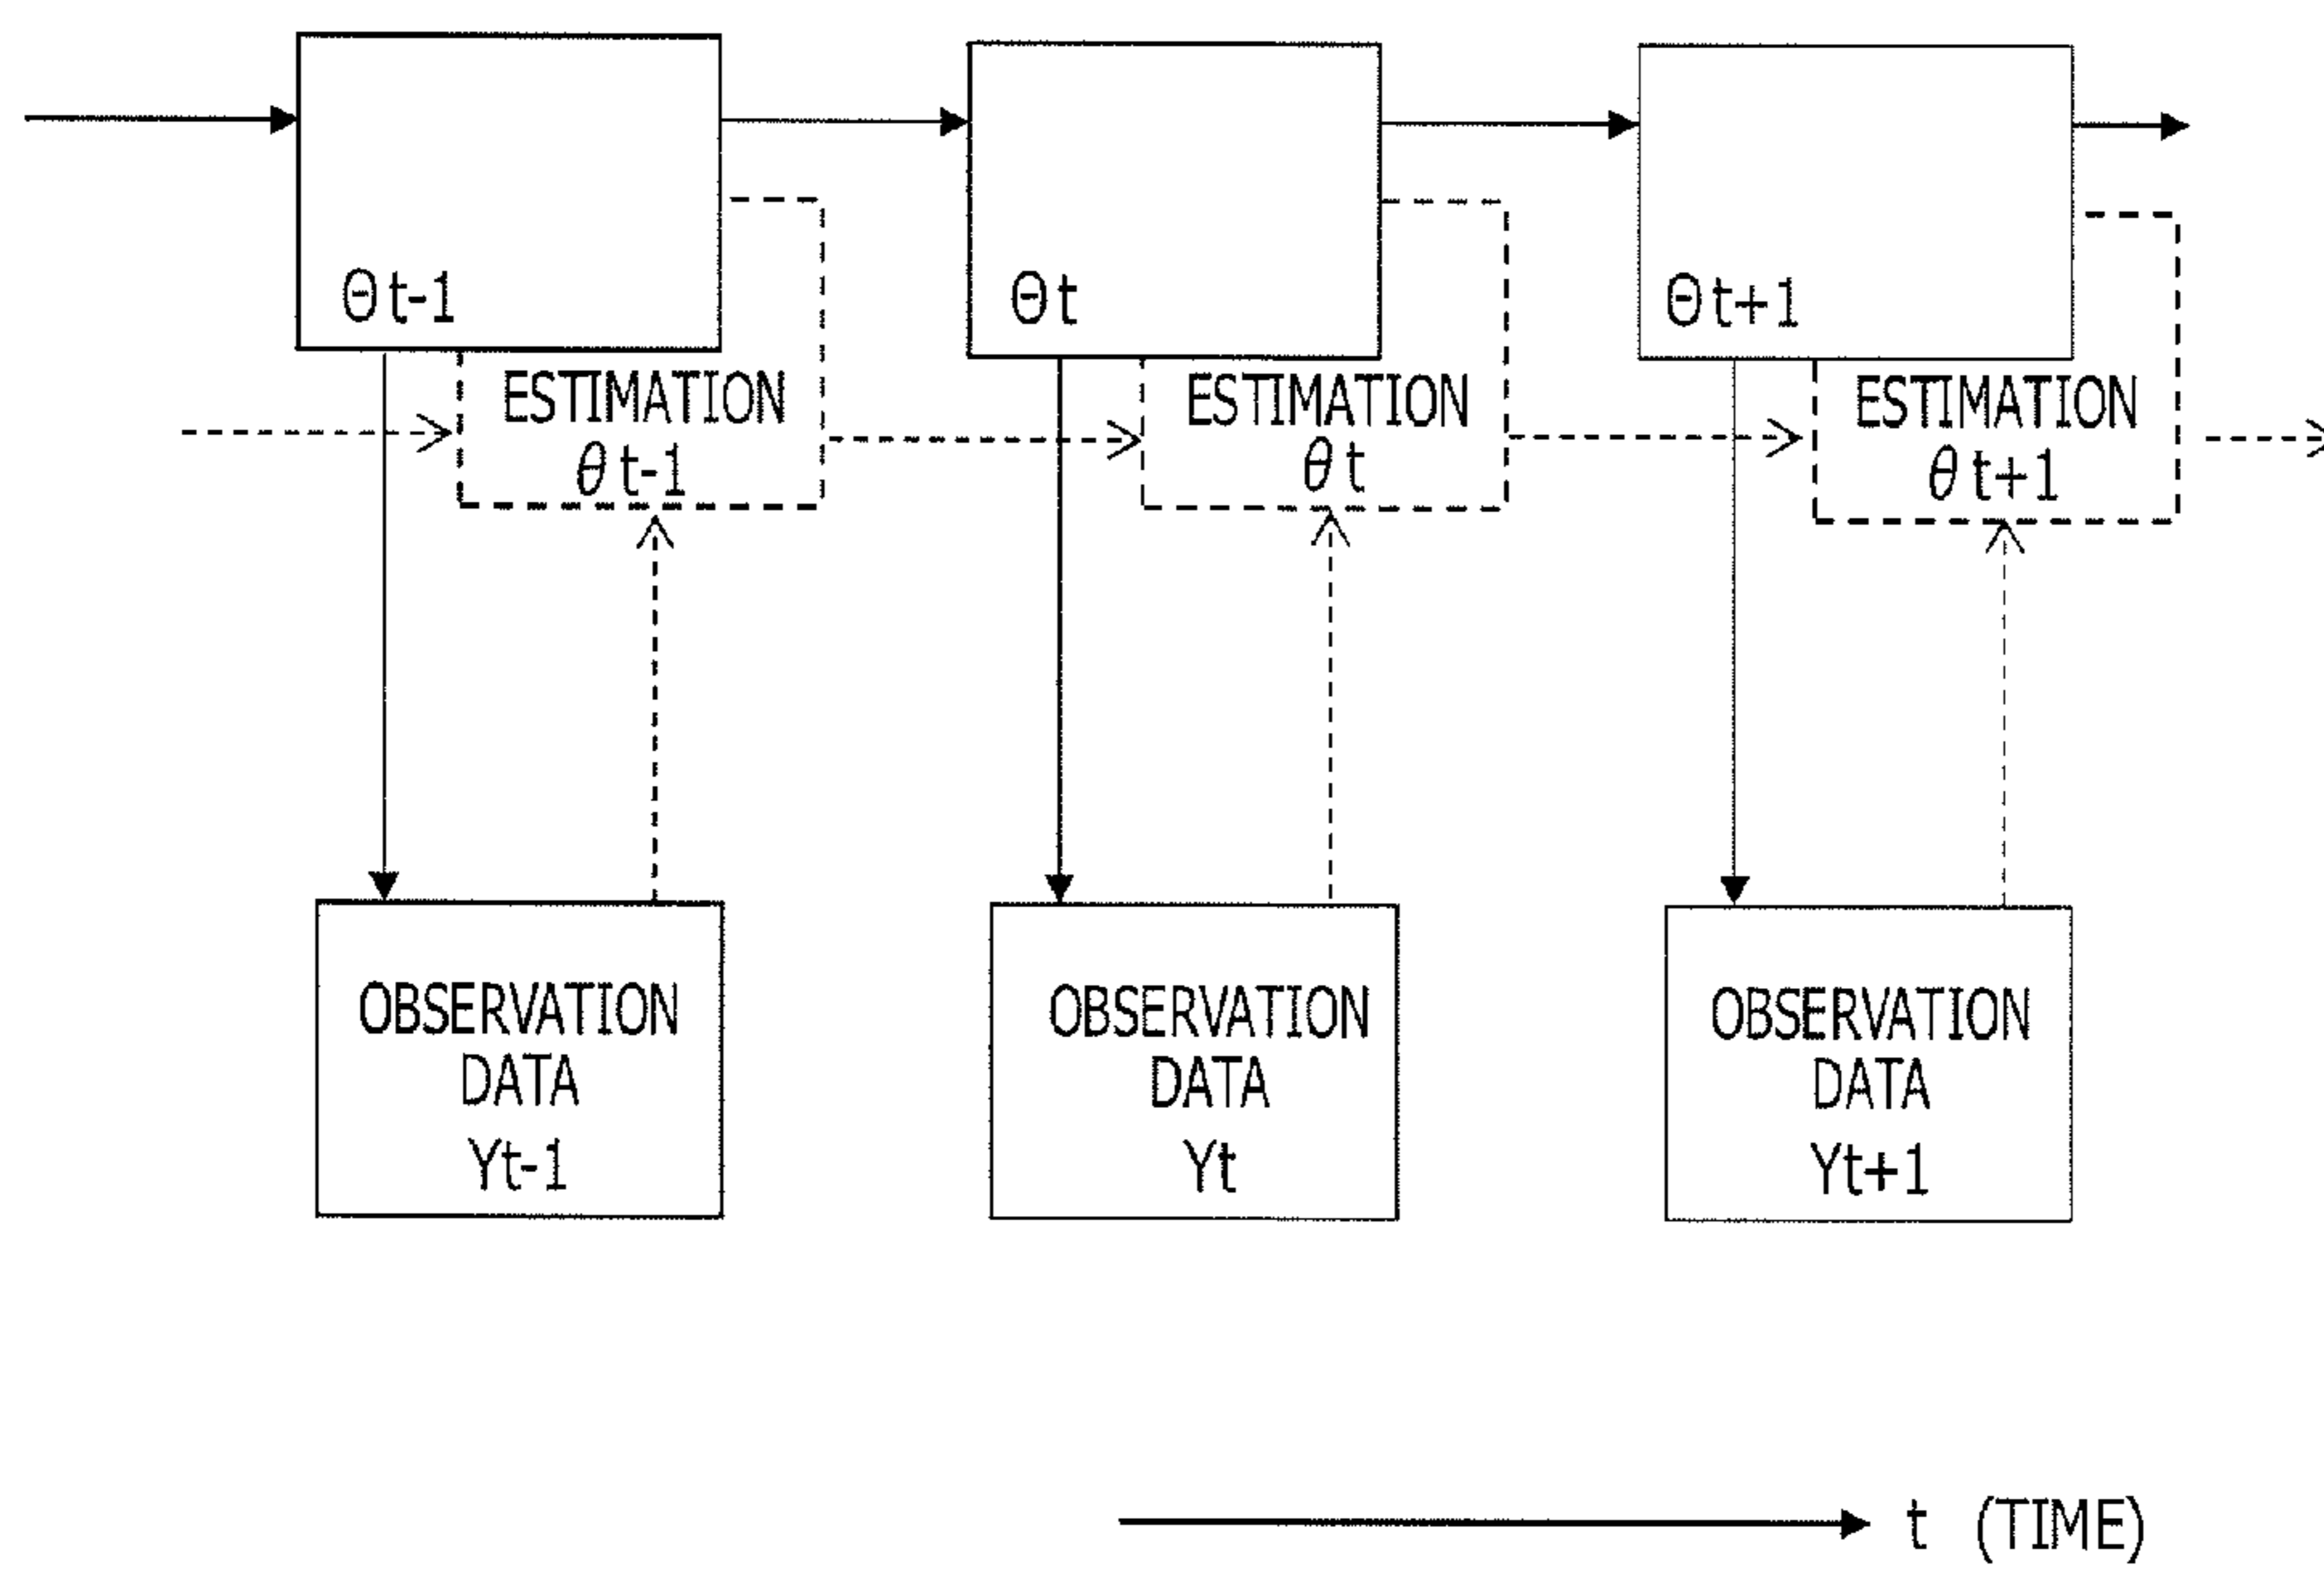 Θt-1
Θt
Θt+1
ESTIMATION
θt-1
ESTIMATION
θt
ESTIMATION
θt+1
OBSERVATION
DATA
Yt-1
OBSERVATION
DATA
Yt
OBSERVATION
DATA
Yt+1
t (TIME)